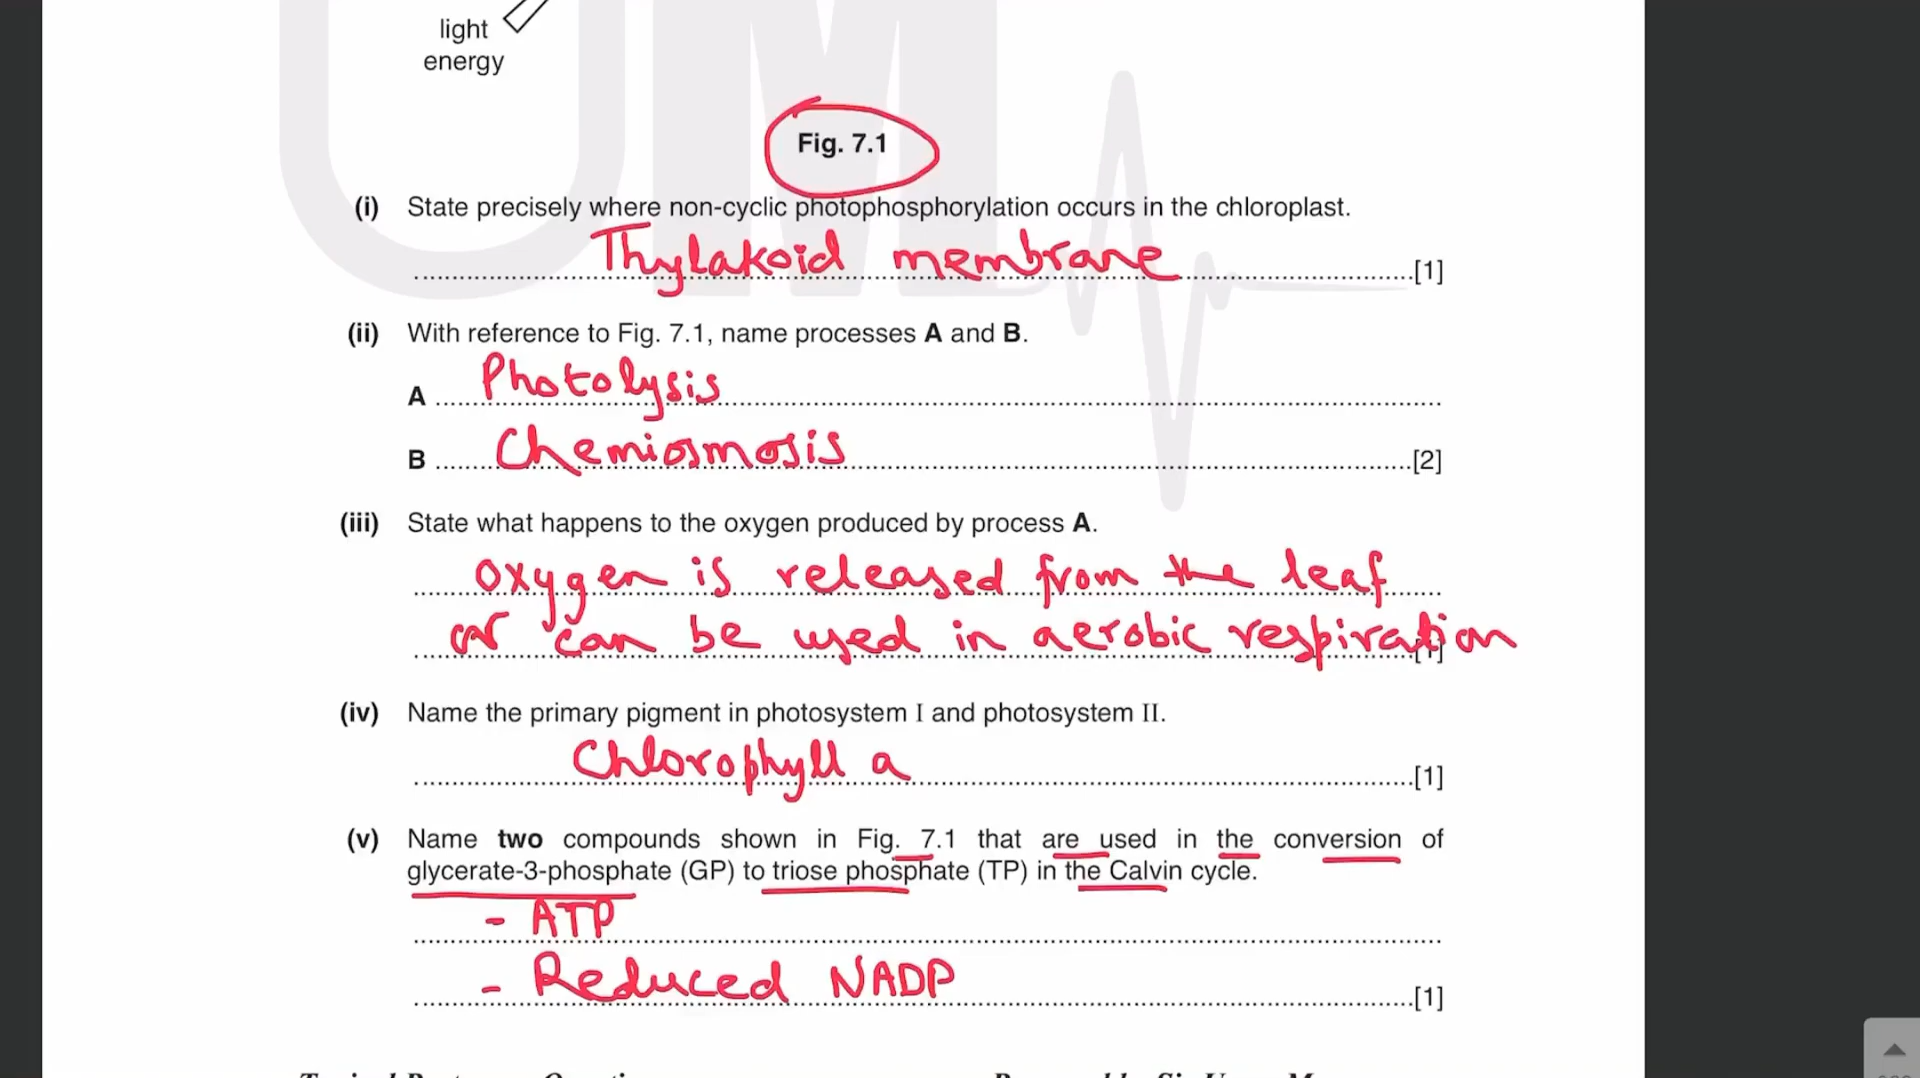 light
energy
Fig. 7.1
(i) State precisely where non-cyclic photophosphorylation occurs in the chloroplast.
Thylakoid membrane [1]
(ii) With reference to Fig. 7.1, name processes A and B.
A Photolysis
B Chemiosmosis [2]
(iii) State what happens to the oxygen produced by process A.
Oxygen is released from the leaf
or can be used in aerobic respiration [1]
(iv) Name the primary pigment in photosystem I and photosystem II.
Chlorophyll a [1]
(v) Name two compounds shown in Fig. 7.1 that are used in the conversion of
glycerate-3-phosphate (GP) to triose phosphate (TP) in the Calvin cycle.
- ATP
- Reduced NADP [1]